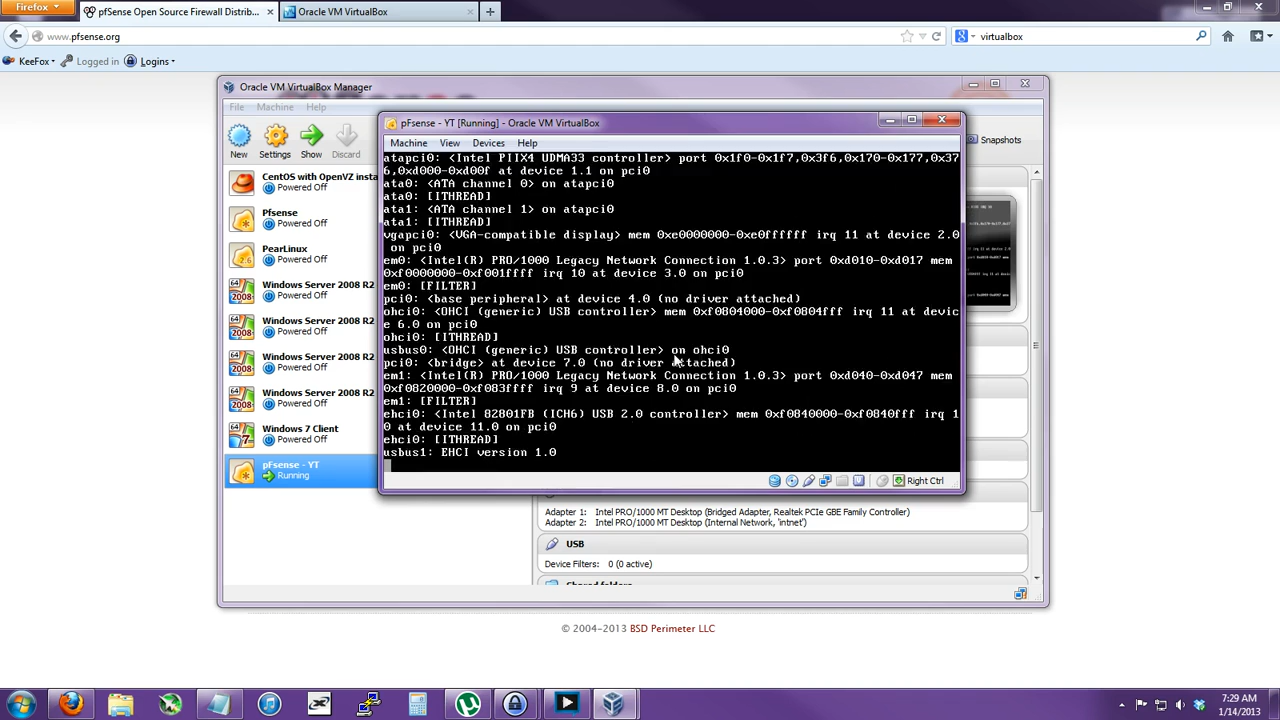 Firefox
pfSense Open Source Firewall Distrib...
Oracle VM VirtualBox
www.pfsense.org
virtualbox
KeeFox
Logged in
Logins
Oracle VM VirtualBox Manager
File Machine Help
New Settings Show Discard
Snapshots
CentOS with OpenVZ insta
Powered Off
Pfsense
Powered Off
PearLinux
Powered Off
Windows Server 2008 R2
Powered Off
Windows Server 2008 R2
Powered Off
Windows Server 2008 R2
Powered Off
Windows Server 2008 R2
Powered Off
Windows 7 Client
Powered Off
pFsense - YT
Running
pFsense - YT [Running] - Oracle VM VirtualBox
Machine View Devices Help
atapci0: <Intel PIIX4 UDMA33 controller> port 0x1f0-0x1f7,0x3f6,0x170-0x177,0x37
6,0xd000-0xd00f at device 1.1 on pci0
ata0: <ATA channel 0> on atapci0
ata0: [ITHREAD]
ata1: <ATA channel 1> on atapci0
ata1: [ITHREAD]
vgapci0: <VGA-compatible display> mem 0xe0000000-0xe0ffffff irq 11 at device 2.0
on pci0
em0: <Intel(R) PRO/1000 Legacy Network Connection 1.0.3> port 0xd010-0xd017 mem
0xf0000000-0xf001ffff irq 10 at device 3.0 on pci0
em0: [FILTER]
pci0: <base peripheral> at device 4.0 (no driver attached)
ohci0: <OHCI (generic) USB controller> mem 0xf0804000-0xf0804fff irq 11 at devic
e 6.0 on pci0
ohci0: [ITHREAD]
usbus0: <OHCI (generic) USB controller> on ohci0
pci0: <bridge> at device 7.0 (no driver attached)
em1: <Intel(R) PRO/1000 Legacy Network Connection 1.0.3> port 0xd040-0xd047 mem
0xf0820000-0xf083ffff irq 9 at device 8.0 on pci0
em1: [FILTER]
ehci0: <Intel 82801FB (ICH6) USB 2.0 controller> mem 0xf0840000-0xf0840fff irq 1
0 at device 11.0 on pci0
ehci0: [ITHREAD]
usbus1: EHCI version 1.0
Right Ctrl
Adapter 1: Intel PRO/1000 MT Desktop (Bridged Adapter, Realtek PCIe GBE Family Controller)
Adapter 2: Intel PRO/1000 MT Desktop (Internal Network, 'intnet')
USB
Device Filters: 0 (0 active)
© 2004-2013 BSD Perimeter LLC
7:29 AM
1/14/2013